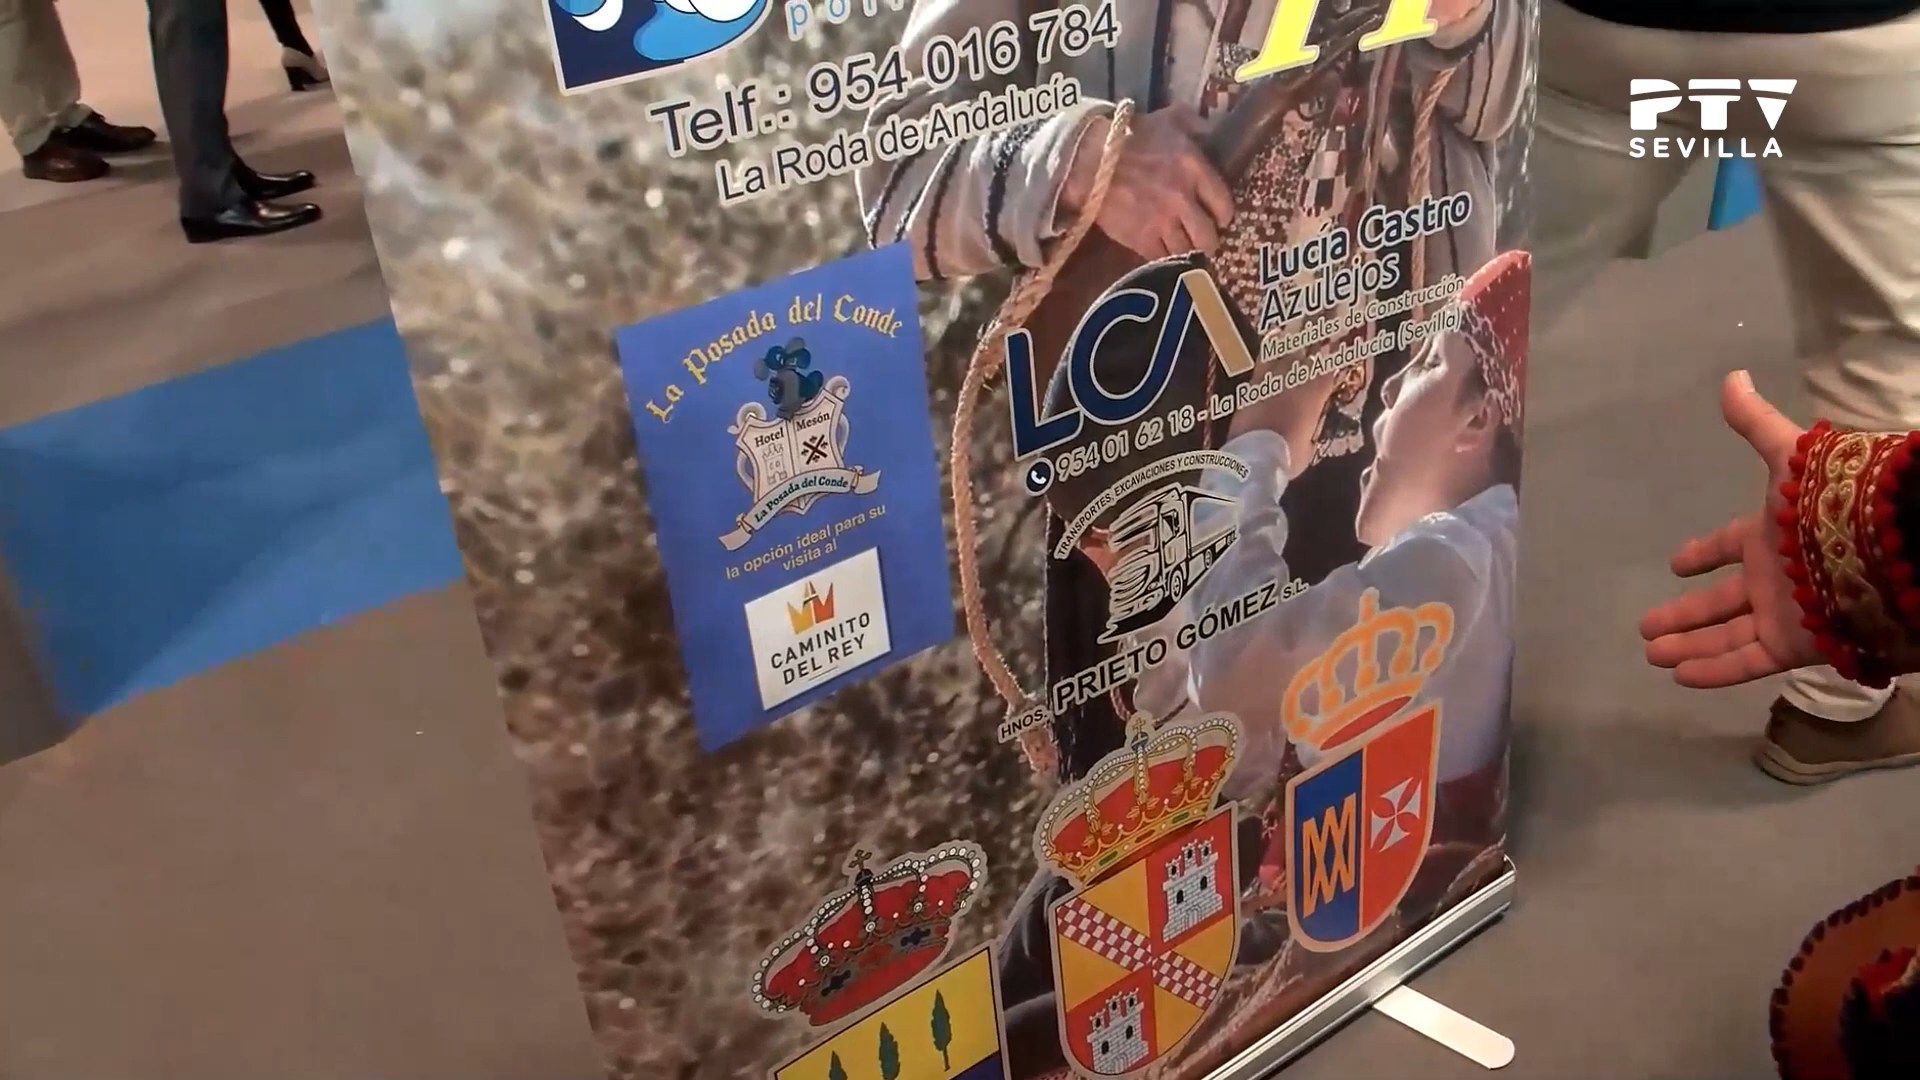 Telf.: 954 016 784
La Roda de Andalucía
PTV
SEVILLA
Lucía Castro
Azulejos
Materiales de Construcción
La Roda de Andalucía (Sevilla)
LCA
954 01 62 18 -
La Posada del Conde
Hotel Mesón
La Posada del Conde
la opción ideal para su
visita al
CAMINITO
DEL REY
TRANSPORTES, EXCAVACIONES Y CONSTRUCCIONES
HNOS. PRIETO GÓMEZ S.L.